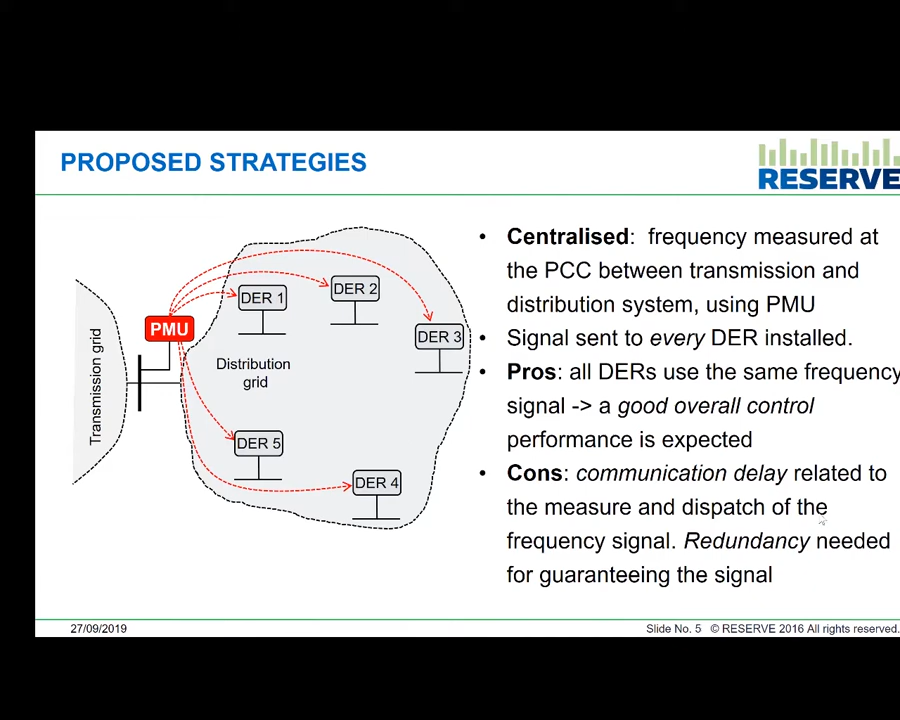 PROPOSED STRATEGIES
RESERVE
Transmission grid
PMU
DER 1
DER 2
DER 3
Distribution
grid
DER 5
DER 4
• Centralised: frequency measured at
the PCC between transmission and
distribution system, using PMU
• Signal sent to every DER installed.
• Pros: all DERs use the same frequency
signal -> a good overall control
performance is expected
• Cons: communication delay related to
the measure and dispatch of the
frequency signal. Redundancy needed
for guaranteeing the signal
27/09/2019
Slide No. 5 © RESERVE 2016 All rights reserved.